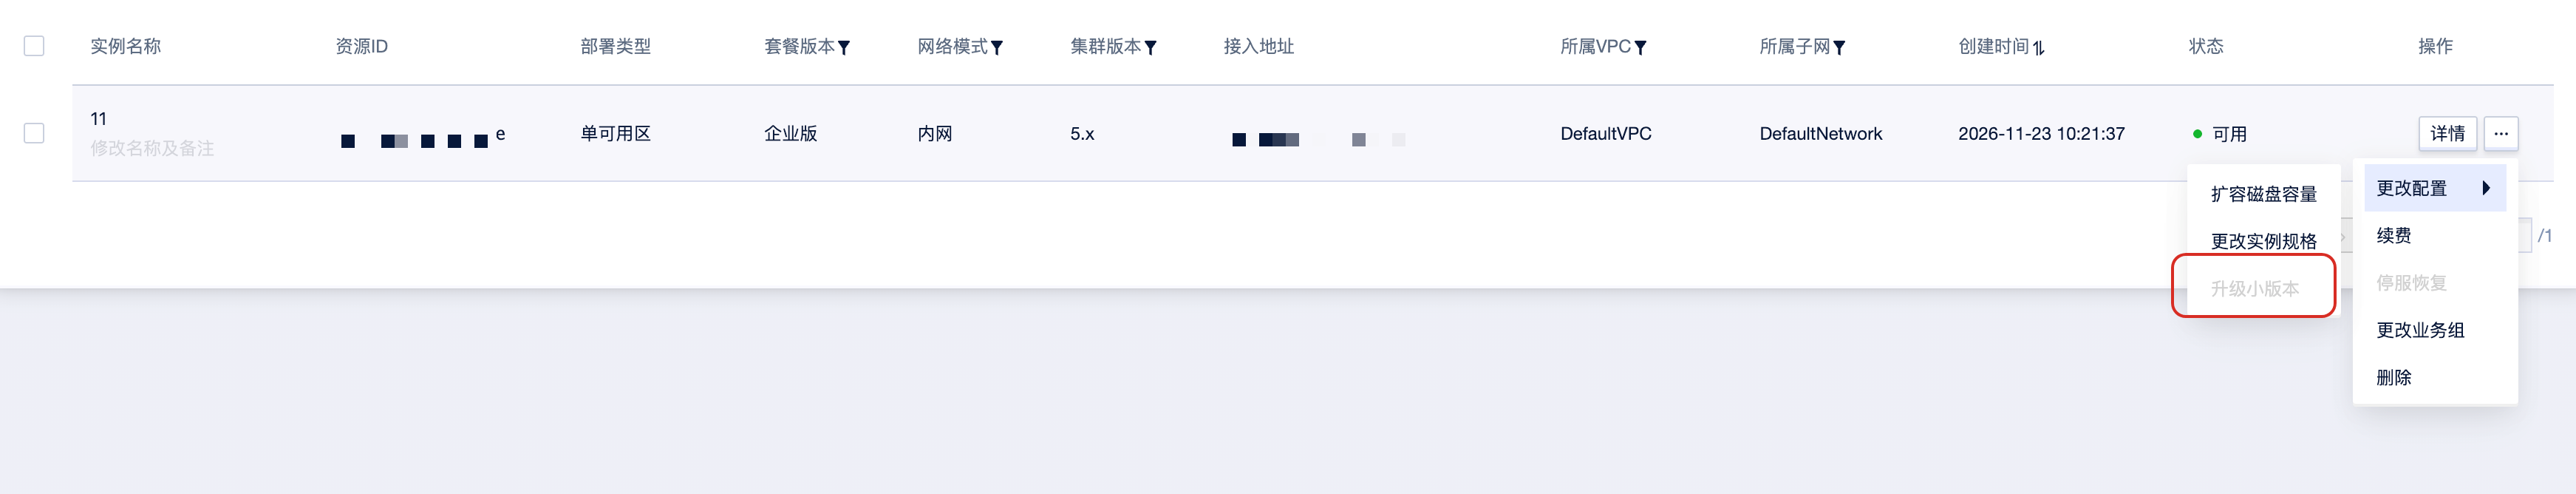 实例名称 资源ID 部署类型 套餐版本 网络模式 集群版本 接入地址 所属VPC 所属子网 创建时间 状态 操作
11
修改名称及备注
e 单可用区 企业版 内网 5.x DefaultVPC DefaultNetwork 2026-11-23 10:21:37 可用 详情 ...
更改配置
扩容磁盘容量
续费
/1
更改实例规格
停服恢复
升级小版本
更改业务组
删除